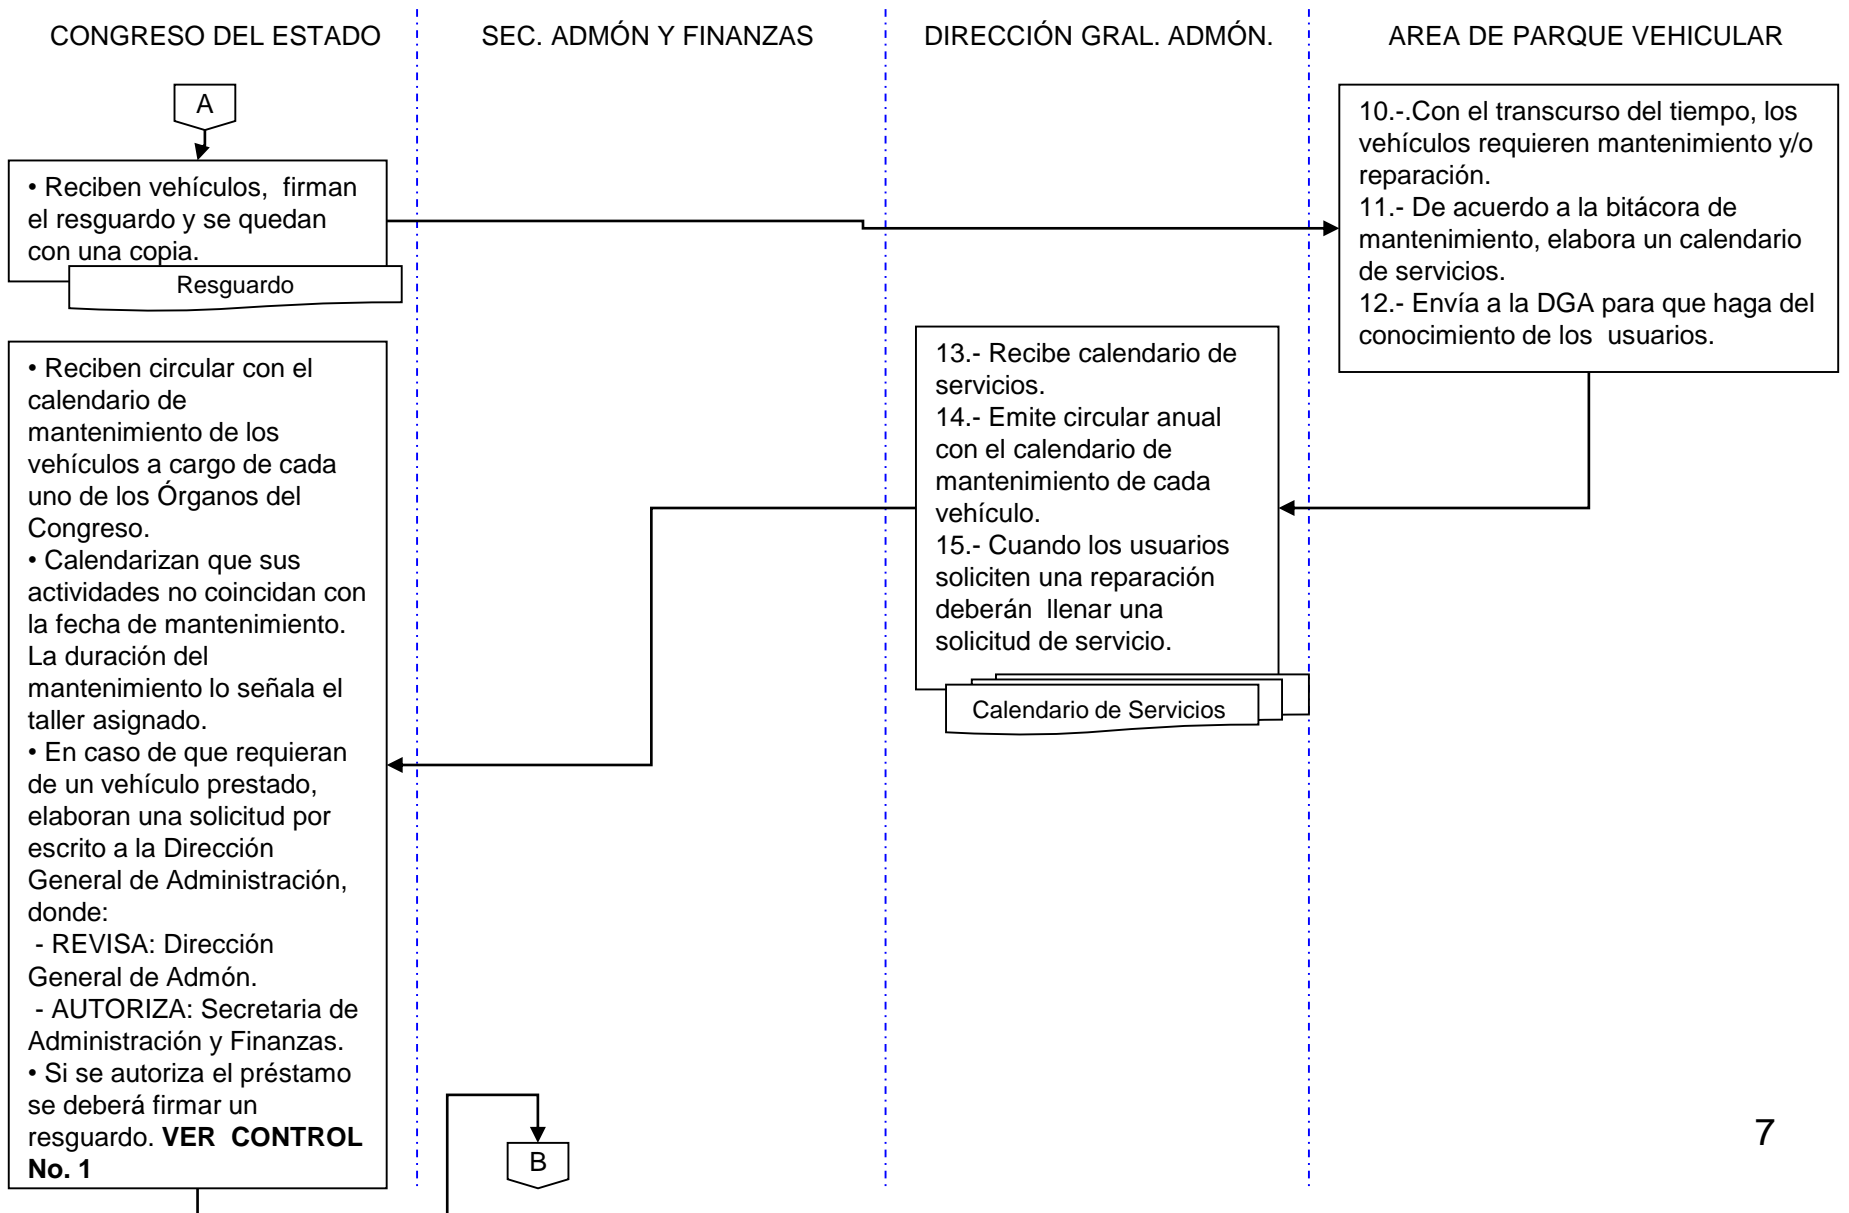 CONGRESO DEL ESTADO
SEC. ADMÓN Y FINANZAS
DIRECCIÓN GRAL. ADMÓN.
AREA DE PARQUE VEHICULAR
A
• Reciben vehículos,  firman
el resguardo y se quedan
con una copia.
Resguardo
10.-.Con el transcurso del tiempo, los
vehículos requieren mantenimiento y/o
reparación.
11.- De acuerdo a la bitácora de
mantenimiento, elabora un calendario
de servicios.
12.- Envía a la DGA para que haga del
conocimiento de los  usuarios.
13.- Recibe calendario de
servicios.
14.- Emite circular anual
con el calendario de
mantenimiento de cada
vehículo.
15.- Cuando los usuarios
soliciten una reparación
deberán  llenar una
solicitud de servicio.
Calendario de Servicios
• Reciben circular con el
calendario de
mantenimiento de los
vehículos a cargo de cada
uno de los Órganos del
Congreso.
• Calendarizan que sus
actividades no coincidan con
la fecha de mantenimiento.
La duración del
mantenimiento lo señala el
taller asignado.
• En caso de que requieran
de un vehículo prestado,
elaboran una solicitud por
escrito a la Dirección
General de Administración,
donde:
- REVISA: Dirección
General de Admón.
- AUTORIZA: Secretaria de
Administración y Finanzas.
• Si se autoriza el préstamo
se deberá firmar un
resguardo. VER  CONTROL
No. 1
B
7